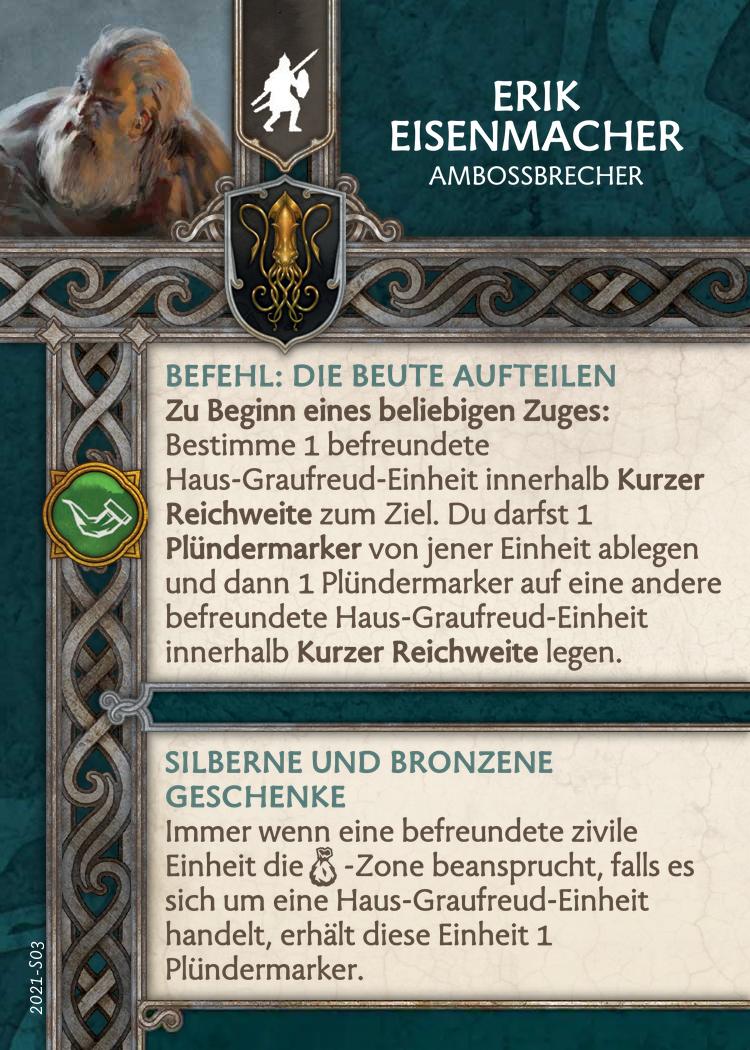 ERIK
EISENMACHER
AMBOSSBRECHER
BEFEHL: DIE BEUTE AUFTEILEN
Zu Beginn eines beliebigen Zuges:
Bestimme 1 befreundete
Haus-Graufreud-Einheit innerhalb Kurzer
Reichweite zum Ziel. Du darfst 1
Plündermarker von jener Einheit ablegen
und dann 1 Plündermarker auf eine andere
befreundete Haus-Graufreud-Einheit
innerhalb Kurzer Reichweite legen.
SILBERNE UND BRONZENE
GESCHENKE
Immer wenn eine befreundete zivile
Einheit die -Zone beansprucht, falls es
sich um eine Haus-Graufreud-Einheit
handelt, erhält diese Einheit 1
Plündermarker.
2021-S03